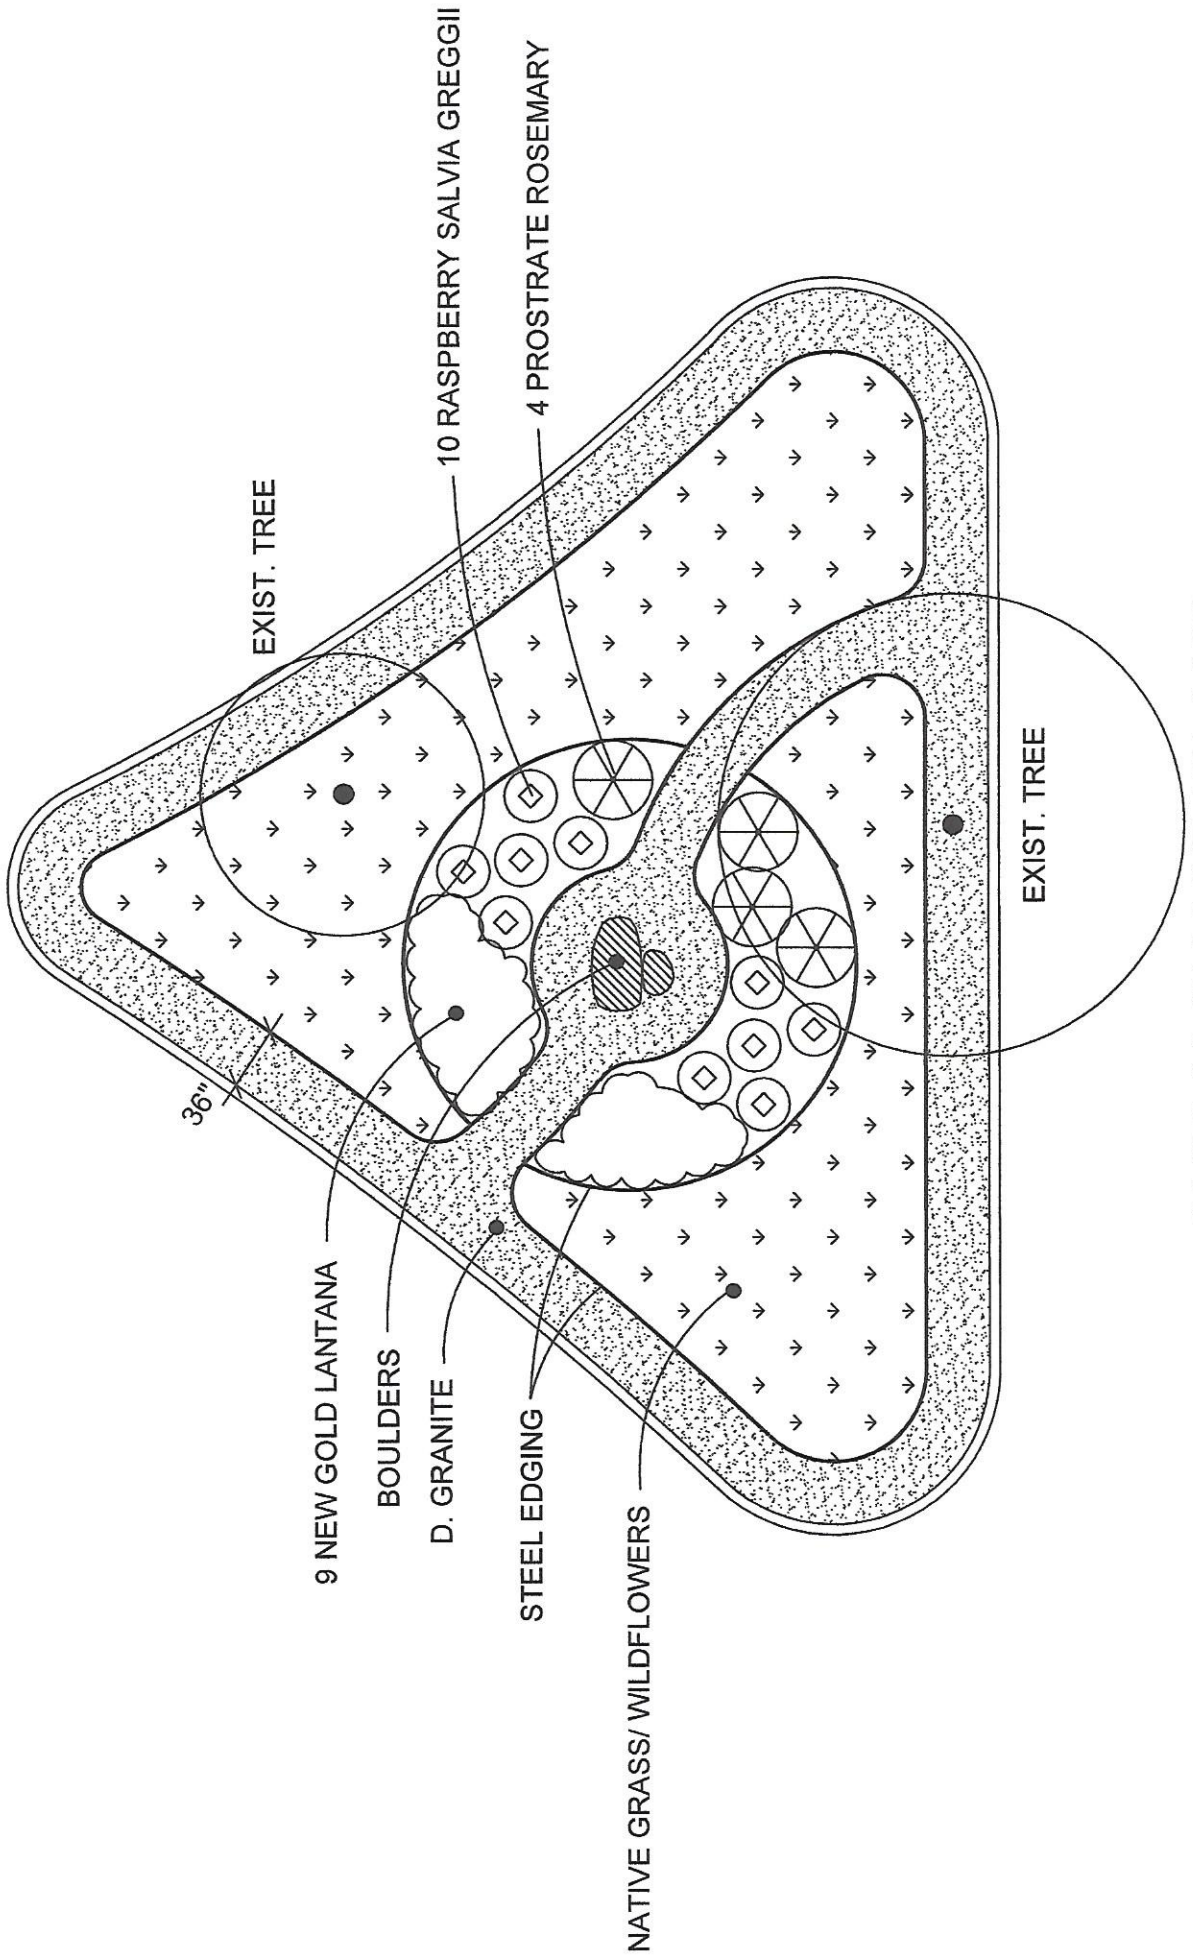 10 RASPBERRY SALVIA GREGGII
4 PROSTRATE ROSEMARY
EXIST. TREE
36"
EXIST. TREE
9 NEW GOLD LANTANA
BOULDERS
D. GRANITE
STEEL EDGING
NATIVE GRASS/ WILDFLOWERS